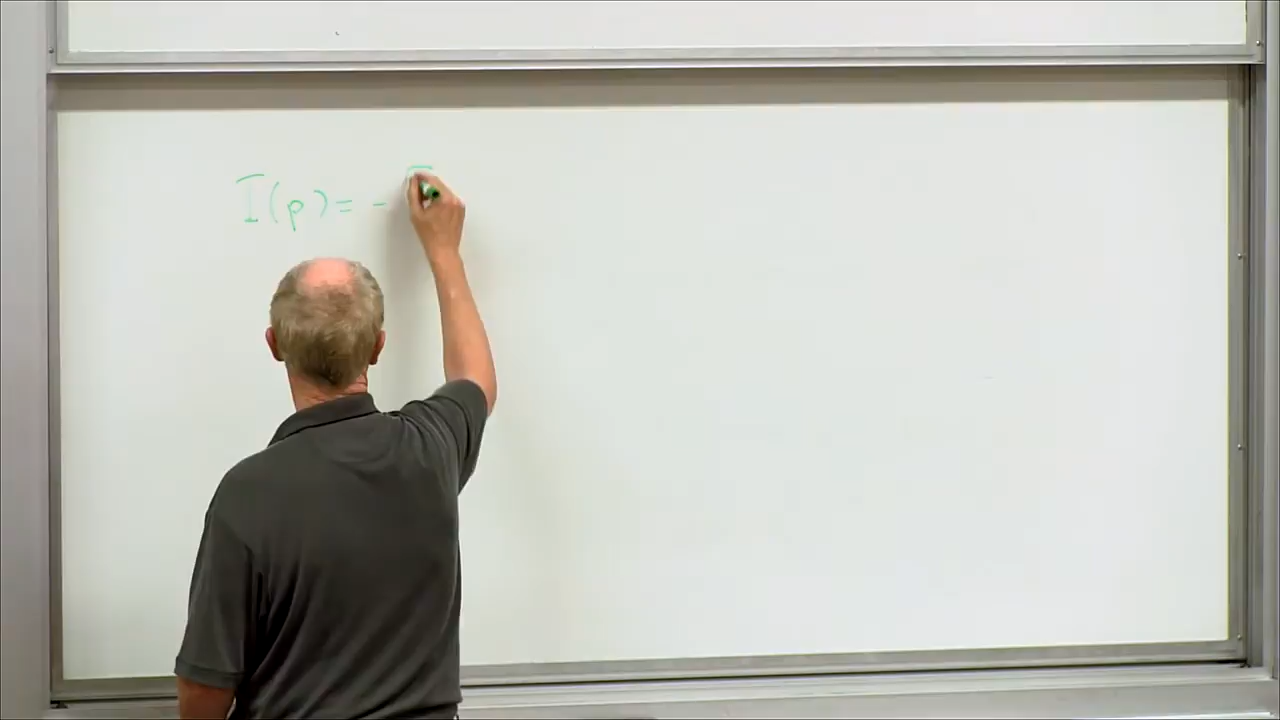 I(p) = -